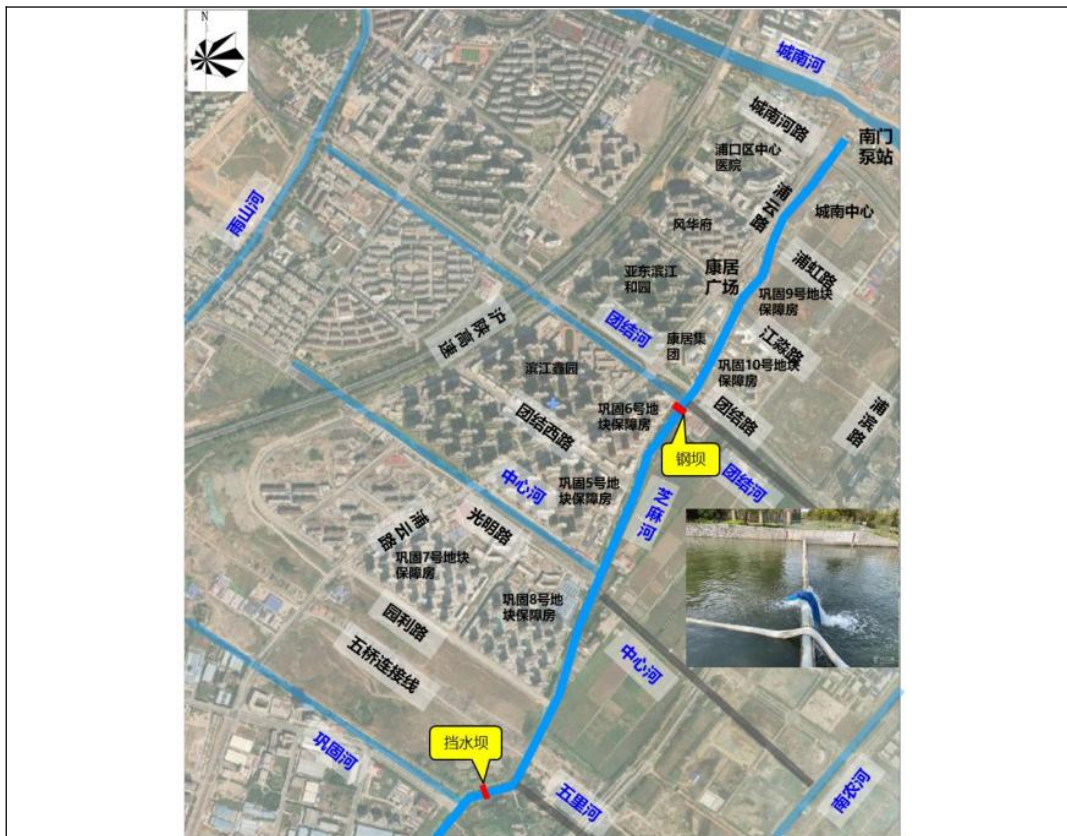 N
城南河
城南河路
南门
泵站
浦口区中心
医院
浦云路
城南中心
雨山河
风华府
浦虹路
亚东滨江
和园
康居
广场
巩固9号地块
保障房
沪陕高速
团结河
康居集
团
江淼路
滨江鑫园
巩固10号地块
保障房
浦滨路
巩固6号地
块保障房
团结路
团结西路
钢坝
团结河
中心河
巩固5号地
块保障房
芝麻河
光明路
浦云路
巩固7号地块
保障房
巩固8号地
块保障房
园利路
中心河
五桥连接线
巩固河
挡水坝
五里河
南农河